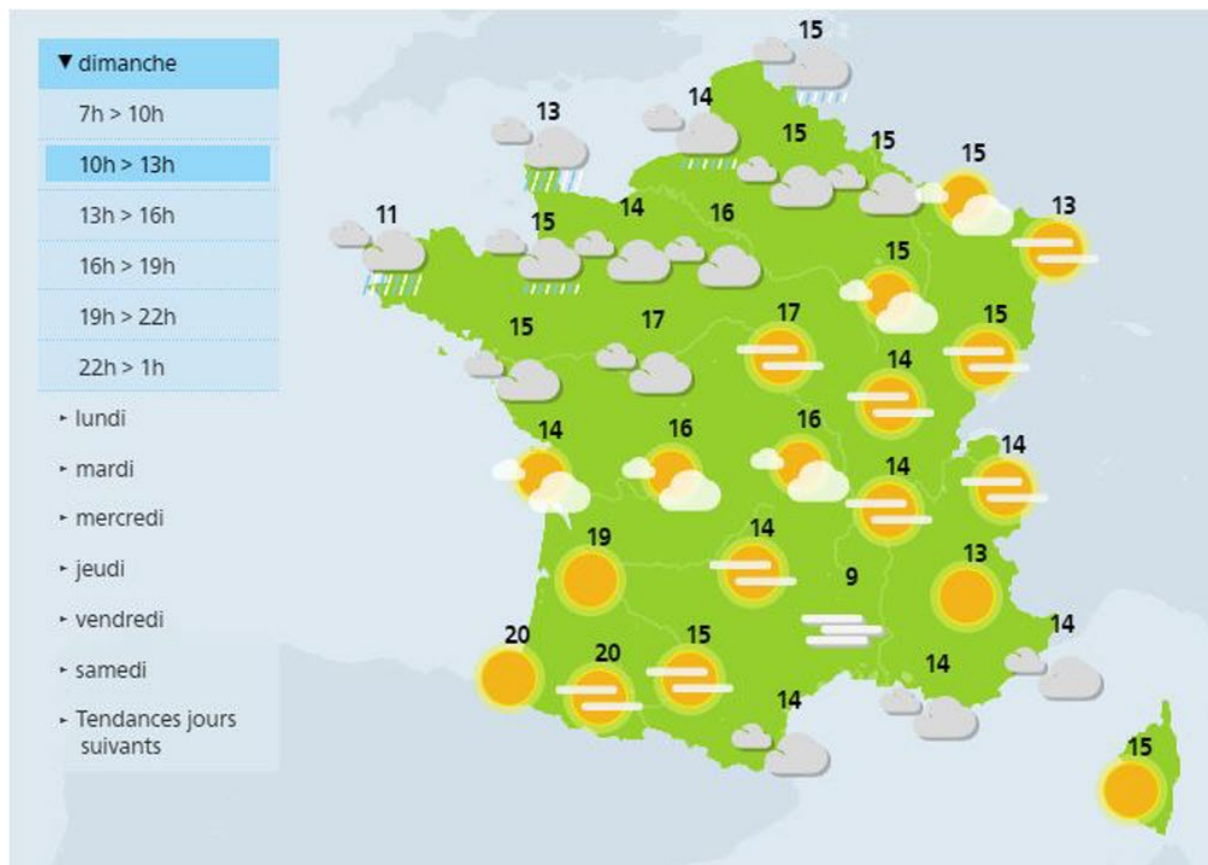 ▼ dimanche
7h > 10h
10h > 13h
13h > 16h
16h > 19h
19h > 22h
22h > 1h
▸ lundi
▸ mardi
▸ mercredi
▸ jeudi
▸ vendredi
▸ samedi
▸ Tendances jours
suivants
15
14
13
15
15
15
13
11
15
14
16
15
15
17
17
15
14
14
16
16
14
14
19
14
9
13
20
20
15
14
14
14
15